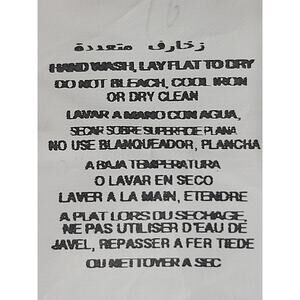 زخارف متعددة
HAND WASH, LAY FLAT TO DRY
DO NOT BLEACH, COOL IRON
OR DRY CLEAN
LAVAR A MANO CON AGUA,
SECAR SOBRE SUPERFICIE PLANA
NO USE BLANQUEADOR, PLANCHA
A BAJA TEMPERATURA
O LAVAR EN SECO
LAVER A LA MAIN, ETENDRE
A PLAT LORS DU SECHAGE,
NE PAS UTILISER D'EAU DE
JAVEL, REPASSER A FER TIEDE
OU NETTOYER A SEC